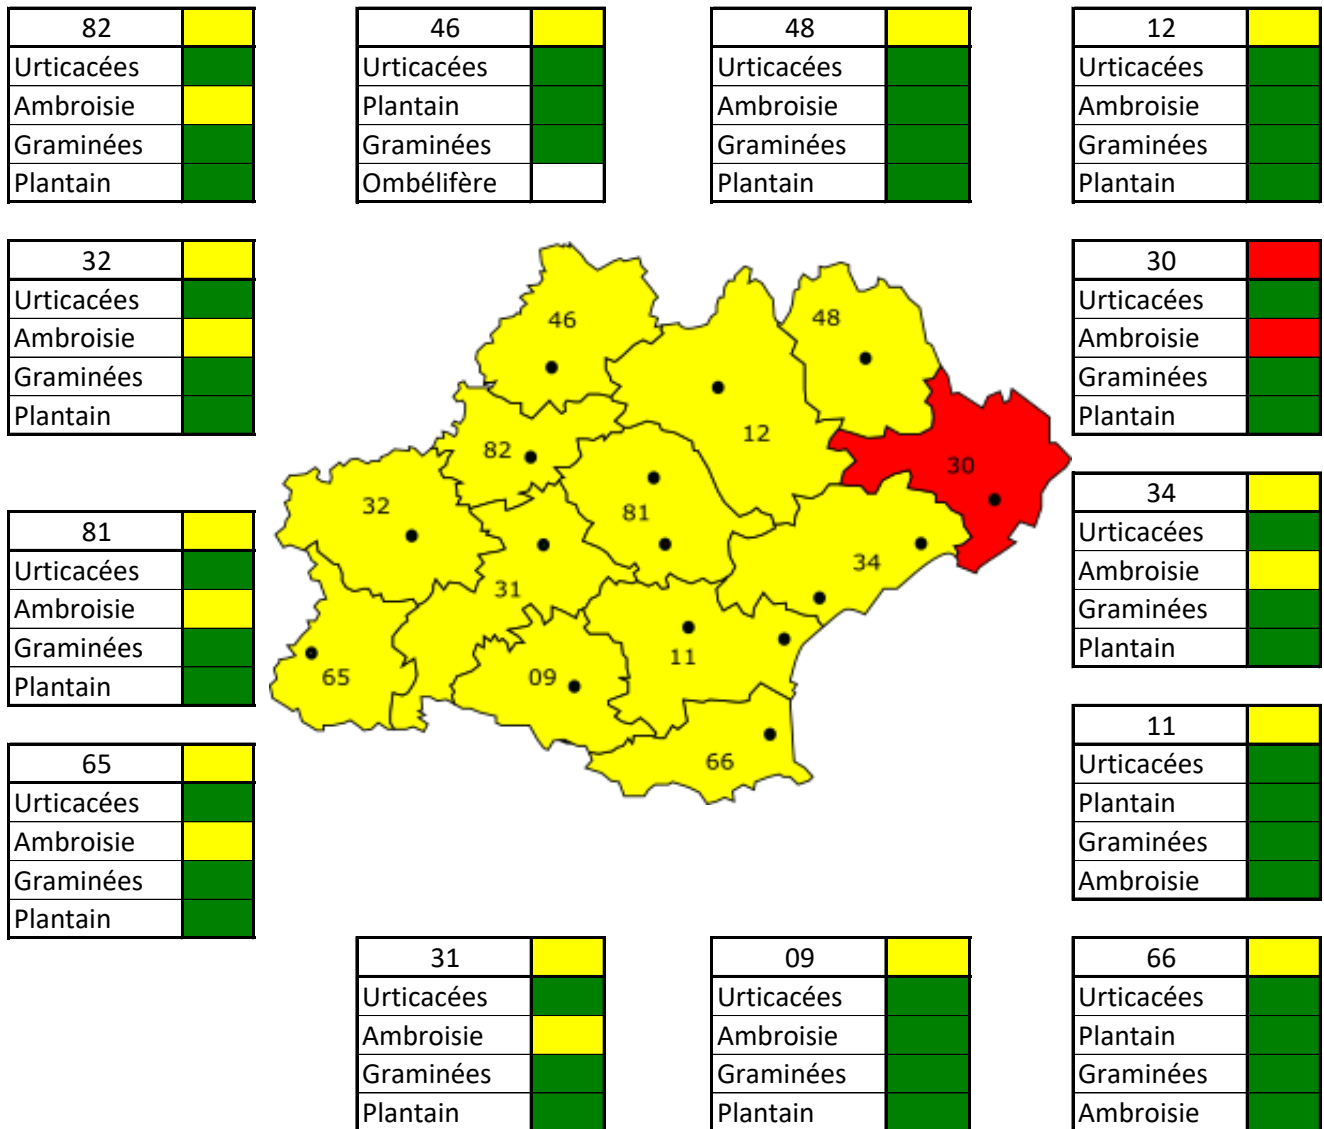 82
Urticacées
Ambroisie
Graminées
Plantain
46
Urticacées
Plantain
Graminées
Ombélifère
48
Urticacées
Ambroisie
Graminées
Plantain
12
Urticacées
Ambroisie
Graminées
Plantain
32
Urticacées
Ambroisie
Graminées
Plantain
46
48
12
82
30
32
81
34
31
11
65
09
66
30
Urticacées
Ambroisie
Graminées
Plantain
81
Urticacées
Ambroisie
Graminées
Plantain
34
Urticacées
Ambroisie
Graminées
Plantain
65
Urticacées
Ambroisie
Graminées
Plantain
11
Urticacées
Plantain
Graminées
Ambroisie
31
Urticacées
Ambroisie
Graminées
Plantain
09
Urticacées
Ambroisie
Graminées
Plantain
66
Urticacées
Plantain
Graminées
Ambroisie